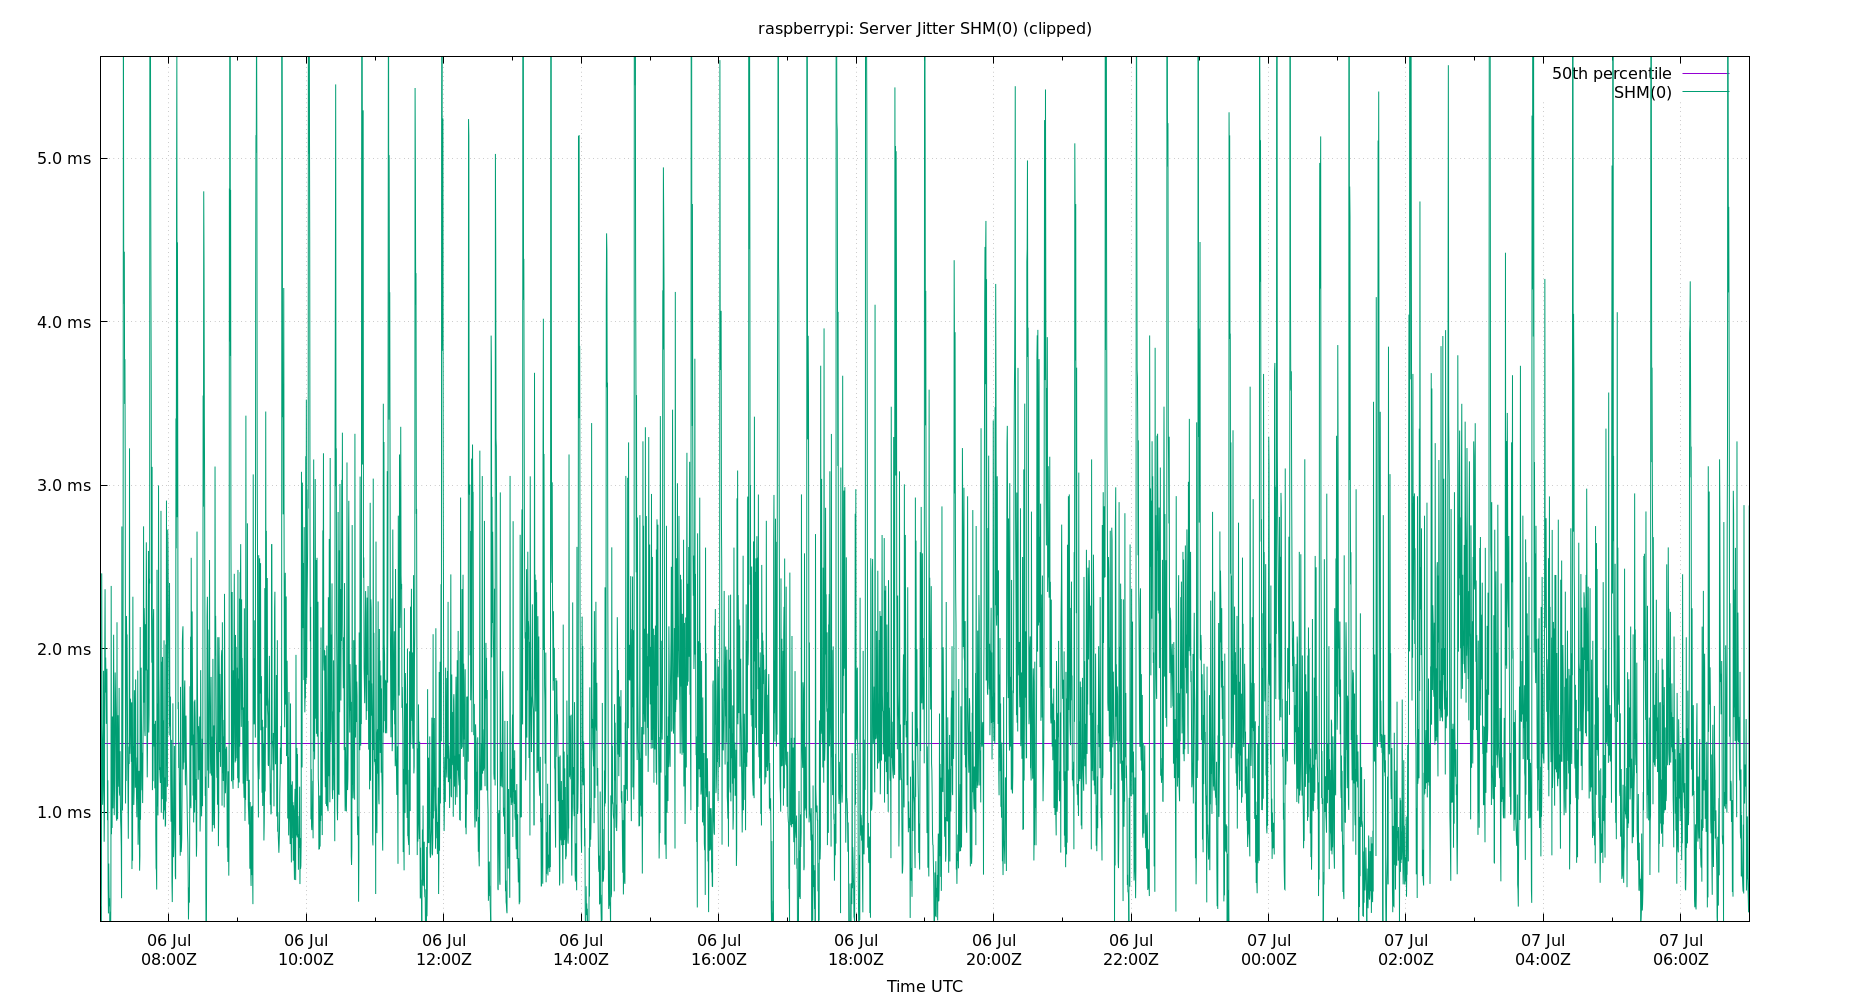 raspberrypi: Server Jitter SHM(0) (clipped)
50th percentile
SHM(0)
5.0 ms
4.0 ms
3.0 ms
2.0 ms
1.0 ms
06 Jul 06 Jul 06 Jul 06 Jul 06 Jul 06 Jul 06 Jul 06 Jul 07 Jul 07 Jul 07 Jul 07 Jul
08:00Z 10:00Z 12:00Z 14:00Z 16:00Z 18:00Z 20:00Z 22:00Z 00:00Z 02:00Z 04:00Z 06:00Z
Time UTC